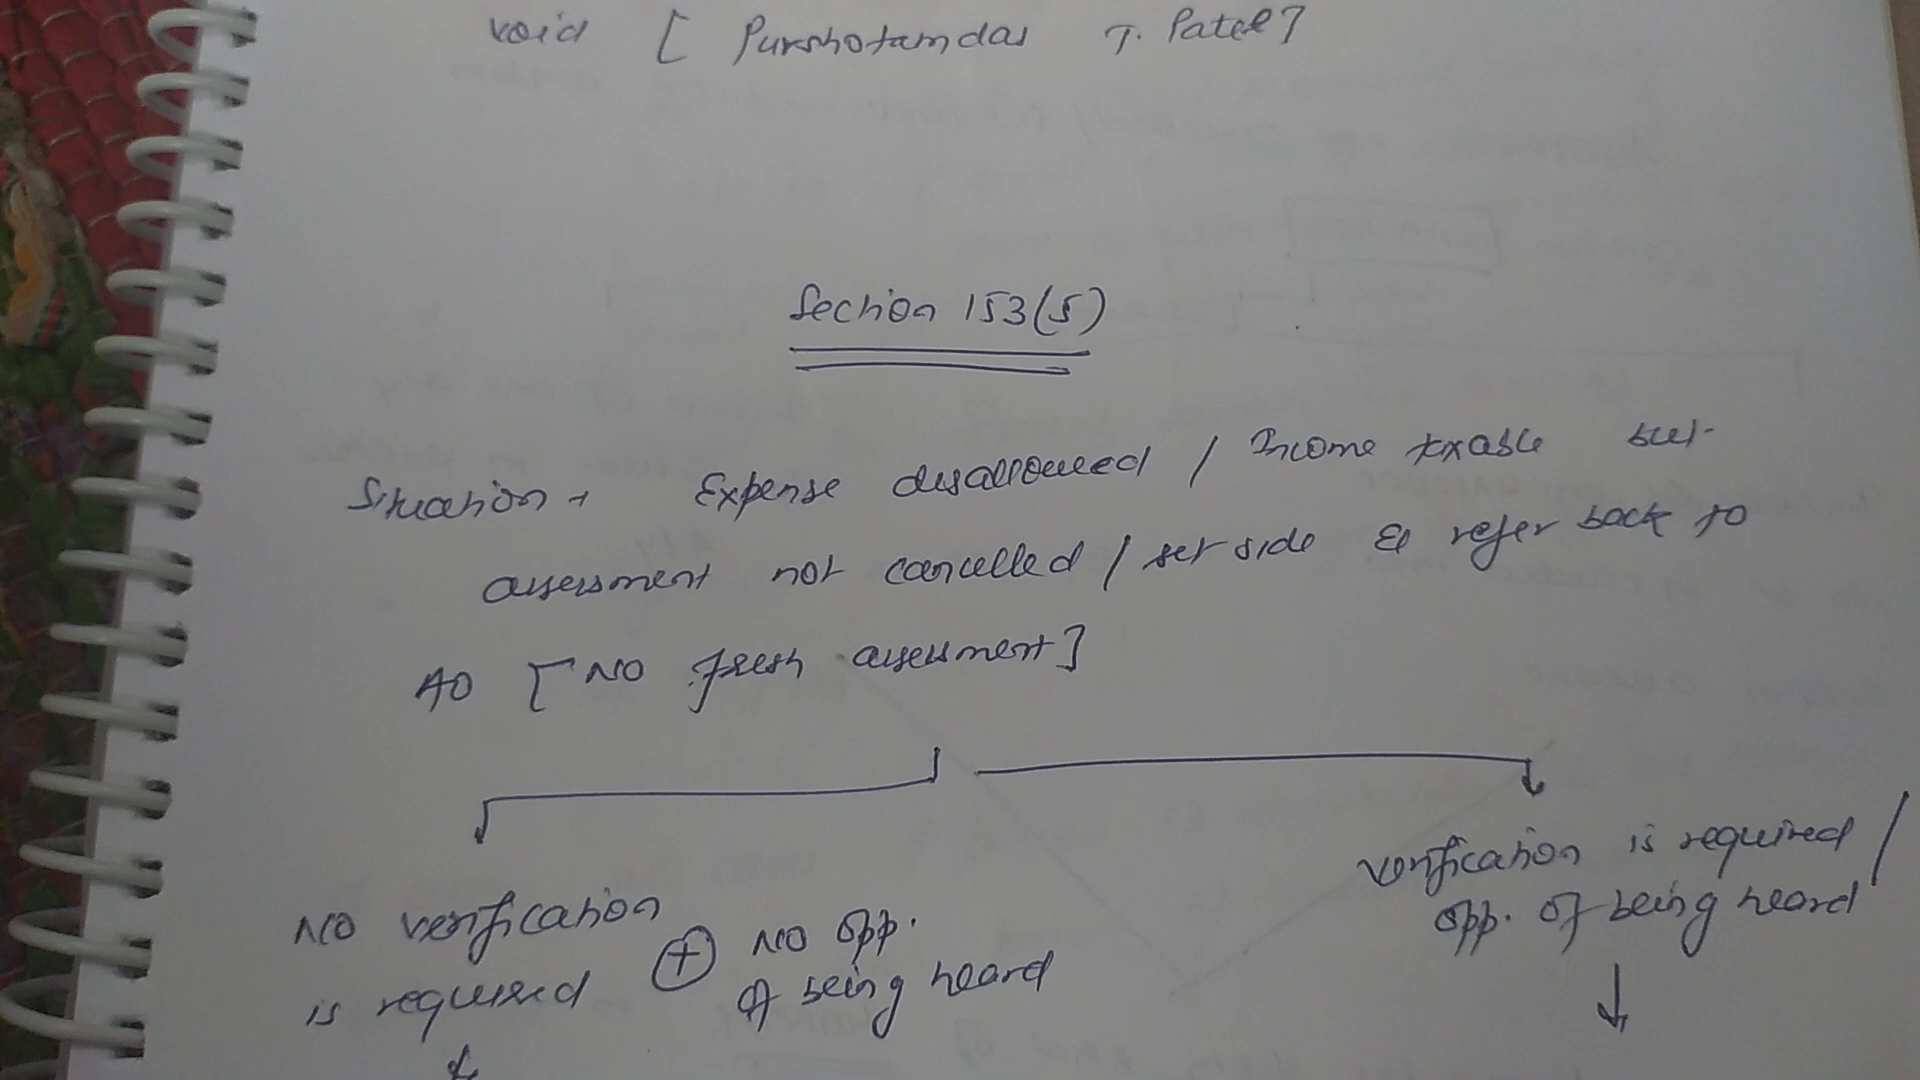 void [ Purshotamdas T. Patel ]
Section 153(5)
Situation → Expense disallowed / Income taxable but
assessment not cancelled / set side & refer back to
AO [ NO fresh assessment ]
NO verification
is required
+
NO opp.
of being heard
verification is required /
opp. of being heard